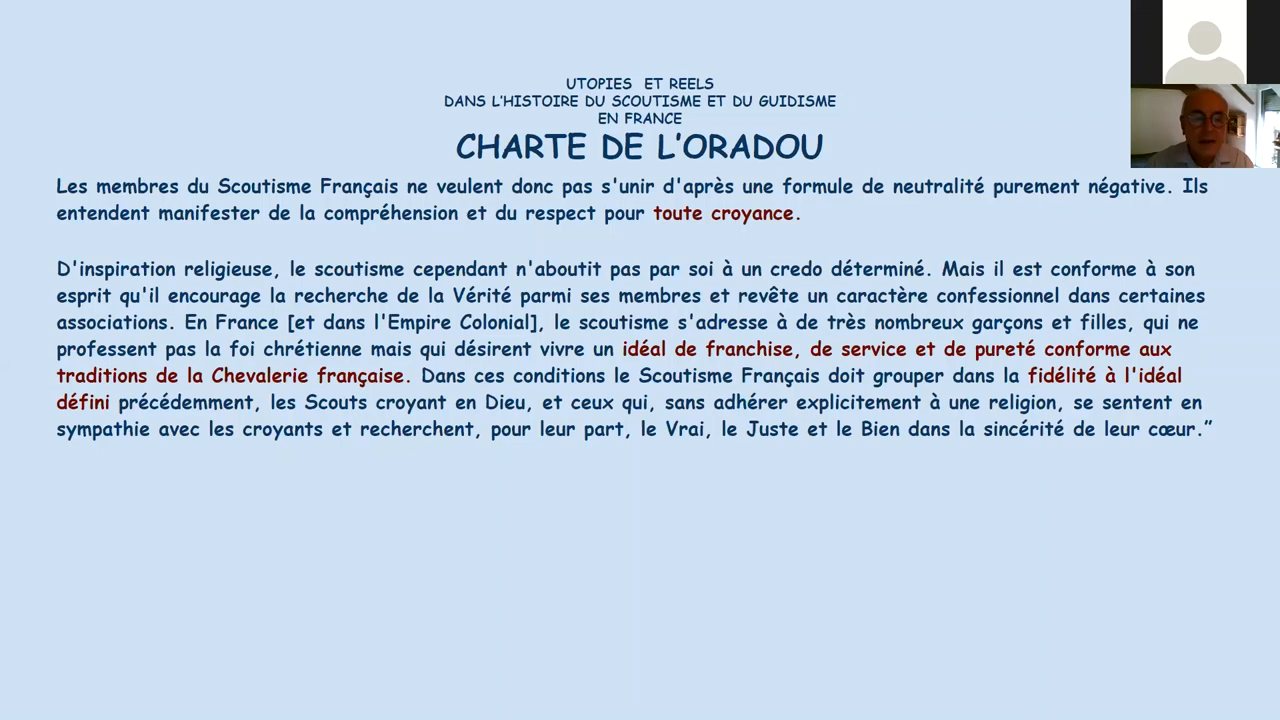 UTOPIES ET REELS
DANS L'HISTOIRE DU SCOUTISME ET DU GUIDISME
EN FRANCE
CHARTE DE L'ORADOU
Les membres du Scoutisme Français ne veulent donc pas s'unir d'après une formule de neutralité purement négative. Ils
entendent manifester de la compréhension et du respect pour toute croyance.
D'inspiration religieuse, le scoutisme cependant n'aboutit pas par soi à un credo déterminé. Mais il est conforme à son
esprit qu'il encourage la recherche de la Vérité parmi ses membres et revête un caractère confessionnel dans certaines
associations. En France [et dans l'Empire Colonial], le scoutisme s'adresse à de très nombreux garçons et filles, qui ne
professent pas la foi chrétienne mais qui désirent vivre un idéal de franchise, de service et de pureté conforme aux
traditions de la Chevalerie française. Dans ces conditions le Scoutisme Français doit grouper dans la fidélité à l'idéal
défini précédemment, les Scouts croyant en Dieu, et ceux qui, sans adhérer explicitement à une religion, se sentent en
sympathie avec les croyants et recherchent, pour leur part, le Vrai, le Juste et le Bien dans la sincérité de leur cœur.”